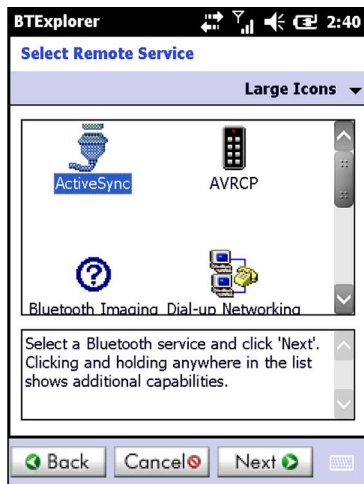 BTExplorer 2:40
Select Remote Service
Large Icons
ActiveSync AVRCP
Bluetooth Imaging Dial-up Networking
Select a Bluetooth service and click 'Next'.
Clicking and holding anywhere in the list
shows additional capabilities.
Back Cancel Next